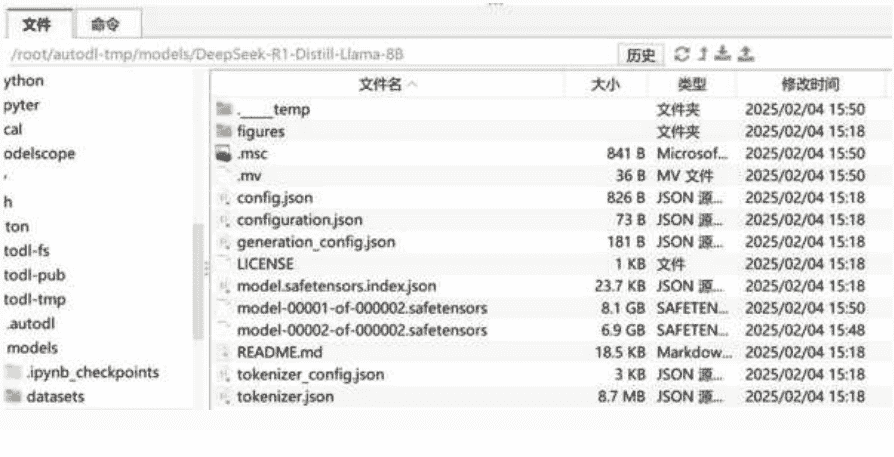 文件 命令
/root/autodl-tmp/models/DeepSeek-R1-Distill-Llama-8B 历史
文件名 大小 类型 修改时间
ython
pyter
cal
odelscope
h
ton
todl-fs
todl-pub
todl-tmp
.autodl
models
.ipynb_checkpoints
datasets
.____temp 文件夹 2025/02/04 15:50
figures 文件夹 2025/02/04 15:18
.msc 841 B Microsof... 2025/02/04 15:50
.mv 36 B MV 文件 2025/02/04 15:50
config.json 826 B JSON 源... 2025/02/04 15:18
configuration.json 73 B JSON 源... 2025/02/04 15:18
generation_config.json 181 B JSON 源... 2025/02/04 15:18
LICENSE 1 KB 文件 2025/02/04 15:18
model.safetensors.index.json 23.7 KB JSON 源... 2025/02/04 15:18
model-00001-of-000002.safetensors 8.1 GB SAFETEN... 2025/02/04 15:50
model-00002-of-000002.safetensors 6.9 GB SAFETEN... 2025/02/04 15:48
README.md 18.5 KB Markdow... 2025/02/04 15:18
tokenizer_config.json 3 KB JSON 源... 2025/02/04 15:18
tokenizer.json 8.7 MB JSON 源... 2025/02/04 15:18